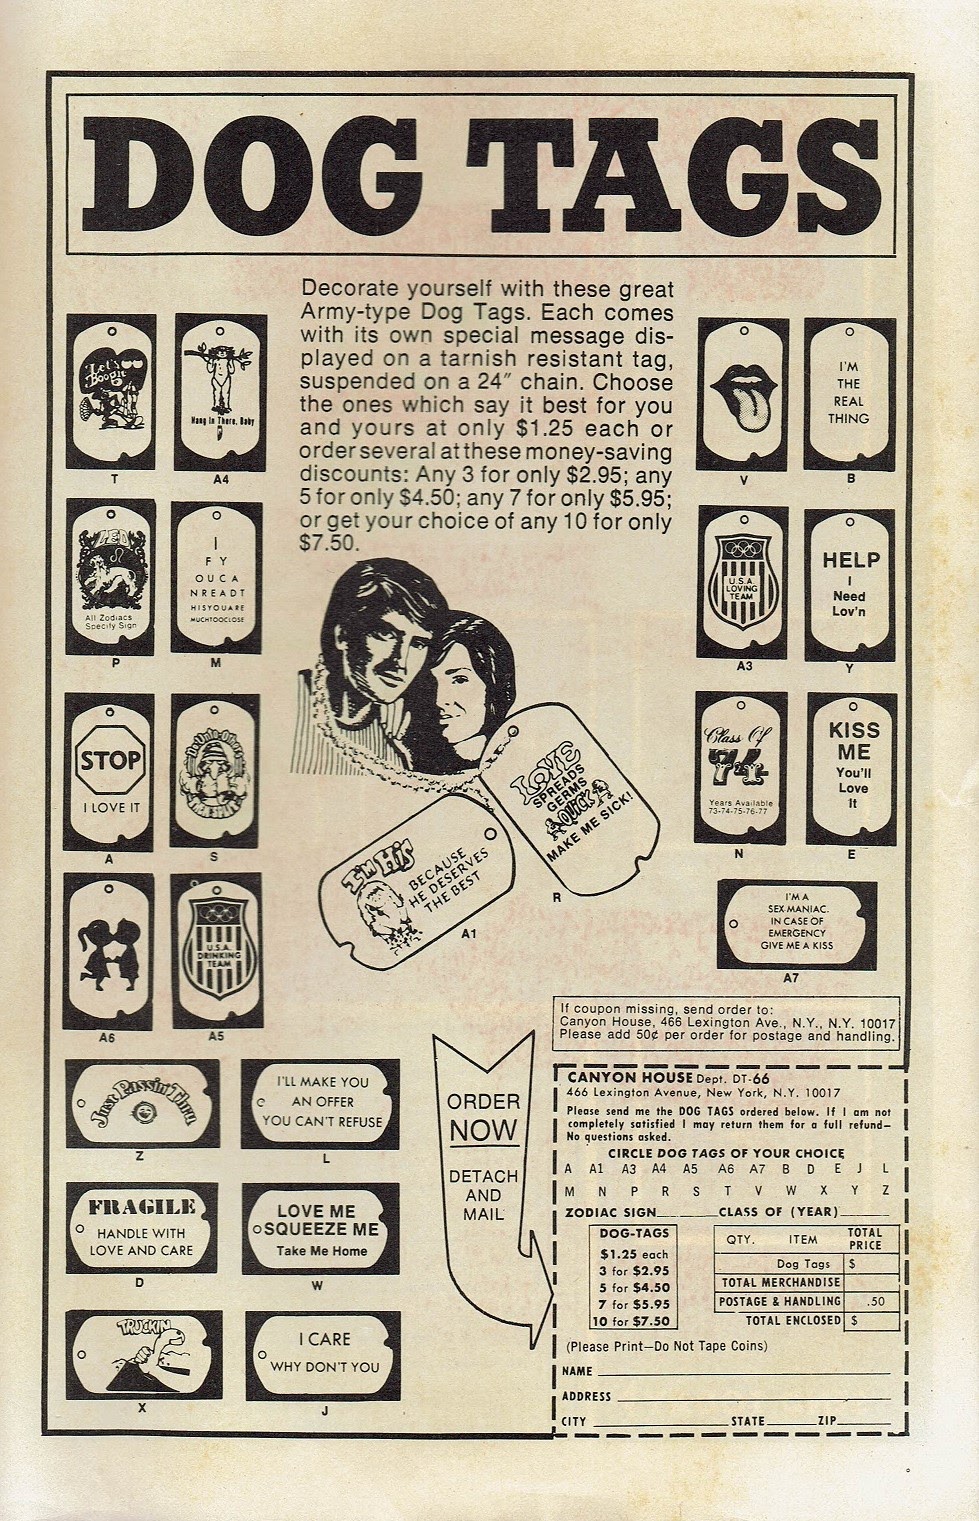 DOG TAGS
Decorate yourself with these great
Army-type Dog Tags. Each comes
with its own special message dis-
played on a tarnish resistant tag,
suspended on a 24" chain. Choose
the ones which say it best for you
and yours at only $1.25 each or
order several at these money-saving
discounts: Any 3 for only $2.95; any
5 for only $4.50; any 7 for only $5.95;
or get your choice of any 10 for only
$7.50.
Let's
Boogie
T
Hang In There, Baby
A4
V
I'M
THE
REAL
THING
B
LEO
All Zodiacs
Specify Sign
P
I
F Y
O U C A
N R E A D T
H I S Y O U A R E
MUCHTOOCLOSE
M
U.S.A.
LOVING
TEAM
A3
HELP
I
Need
Lov'n
Y
STOP
I LOVE IT
A
Do Unto Others
S
Class Of
74
Years Available
73-74-75-76-77
N
KISS
ME
You'll
Love
It
E
LOVE
SPREADS
GERMS
QUICK
MAKE ME SICK!
R
I'm His
BECAUSE
HE DESERVES
THE BEST
A1
A6
U.S.A.
DRINKING
TEAM
A5
I'M A
SEX MANIAC.
IN CASE OF
EMERGENCY
GIVE ME A KISS
A7
Just Passin' Thru
Z
I'LL MAKE YOU
AN OFFER
YOU CAN'T REFUSE
L
FRAGILE
HANDLE WITH
LOVE AND CARE
D
LOVE ME
SQUEEZE ME
Take Me Home
W
TRUCKIN
X
I CARE
WHY DON'T YOU
J
ORDER
NOW
DETACH
AND
MAIL
If coupon missing, send order to:
Canyon House, 466 Lexington Ave., N.Y., N.Y. 10017
Please add 50¢ per order for postage and handling.
CANYON HOUSE Dept. DT-66
466 Lexington Avenue, New York, N.Y. 10017
Please send me the DOG TAGS ordered below. If I am not
completely satisfied I may return them for a full refund—
No questions asked.
CIRCLE DOG TAGS OF YOUR CHOICE
A A1 A3 A4 A5 A6 A7 B D E J L
M N P R S T V W X Y Z
ZODIAC SIGN CLASS OF (YEAR)
DOG-TAGS
$1.25 each
3 for $2.95
5 for $4.50
7 for $5.95
10 for $7.50
QTY. ITEM TOTAL PRICE
Dog Tags $
TOTAL MERCHANDISE
POSTAGE & HANDLING .50
TOTAL ENCLOSED $
(Please Print—Do Not Tape Coins)
NAME
ADDRESS
CITY STATE ZIP